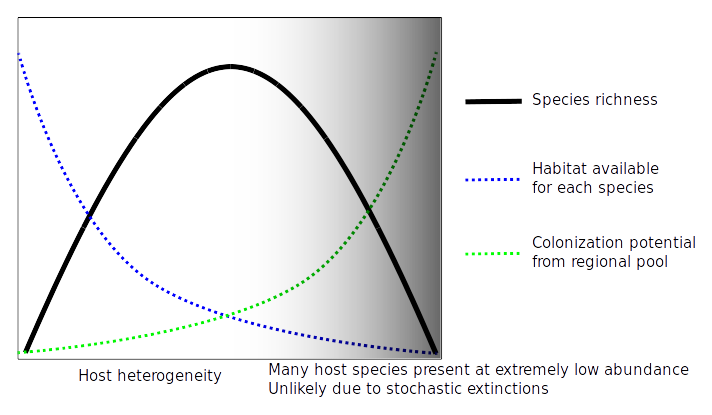 Species richness
Habitat available
for each species
Colonization potential
from regional pool
Host heterogeneity
Many host species present at extremely low abundance
Unlikely due to stochastic extinctions